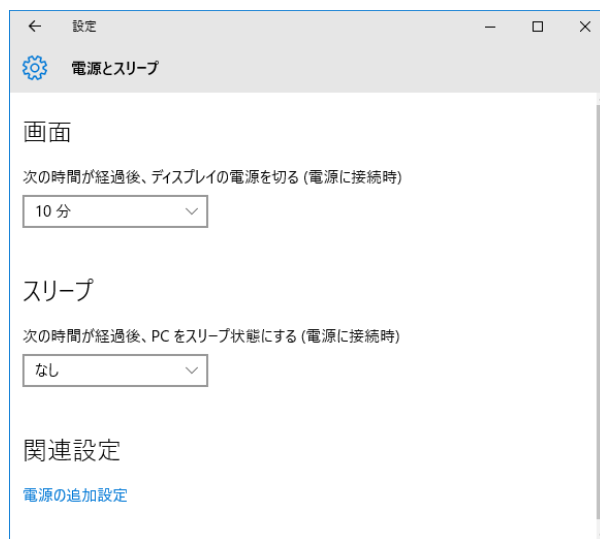 設定
電源とスリープ
画面
次の時間が経過後、ディスプレイの電源を切る (電源に接続時)
10 分
スリープ
次の時間が経過後、PC をスリープ状態にする (電源に接続時)
なし
関連設定
電源の追加設定